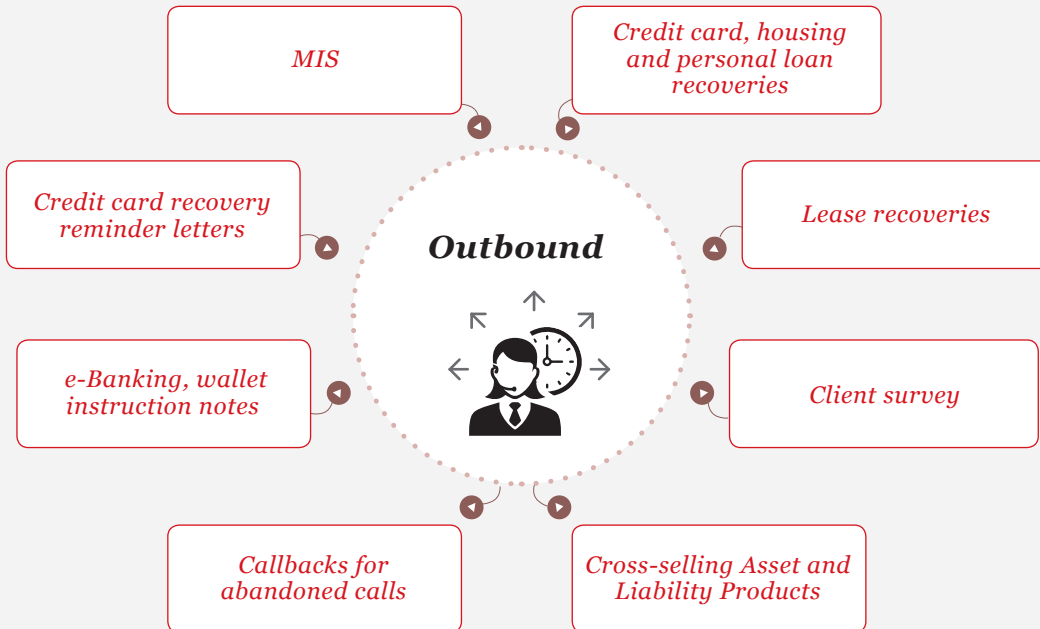 MIS
Credit card, housing
and personal loan
recoveries
Credit card recovery
reminder letters
Lease recoveries
Outbound
e-Banking, wallet
instruction notes
Client survey
Callbacks for
abandoned calls
Cross-selling Asset and
Liability Products